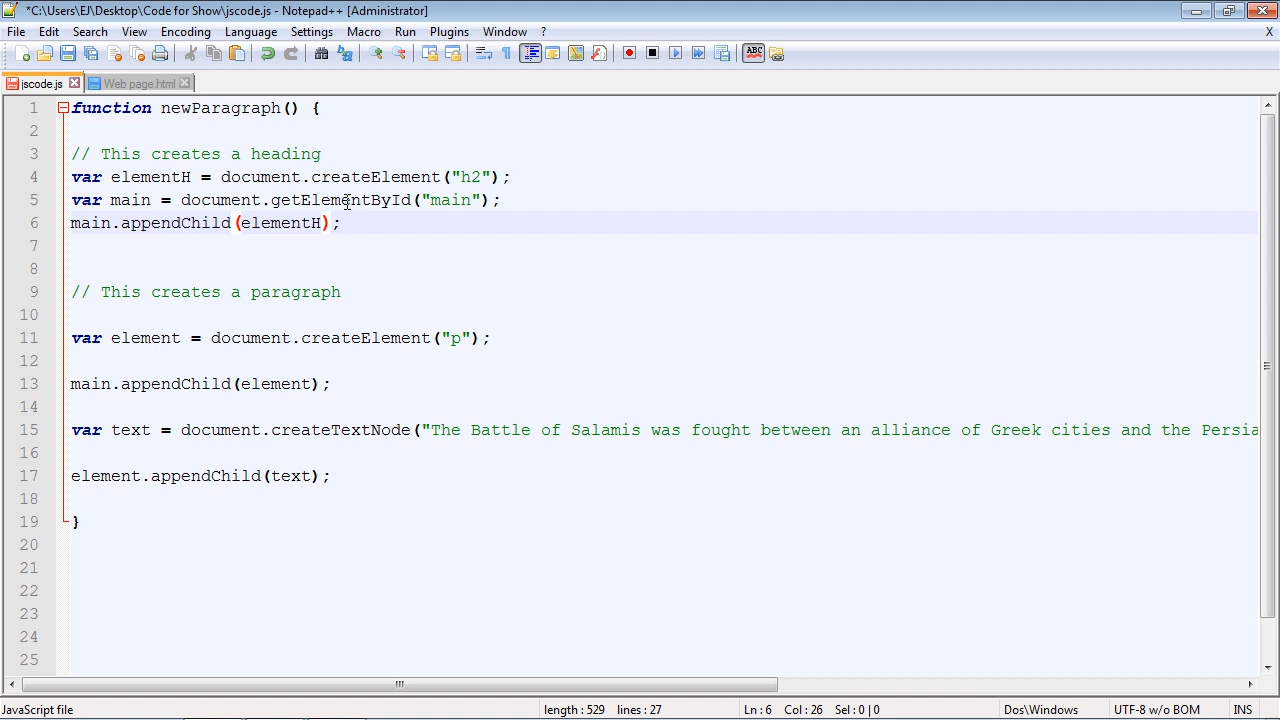 *C:\Users\EJ\Desktop\Code for Show\jscode.js - Notepad++ [Administrator]
File Edit Search View Encoding Language Settings Macro Run Plugins Window ? X
jscode.js Web page.html
1 function newParagraph() {
2
3 // This creates a heading
4 var elementH = document.createElement("h2");
5 var main = document.getElementById("main");
6 main.appendChild(elementH);
7
8
9 // This creates a paragraph
10
11 var element = document.createElement("p");
12
13 main.appendChild(element);
14
15 var text = document.createTextNode("The Battle of Salamis was fought between an alliance of Greek cities and the Persia
16
17 element.appendChild(text);
18
19 }
20
21
22
23
24
25
JavaScript file length : 529 lines : 27 Ln : 6 Col : 26 Sel : 0 | 0 Dos\Windows UTF-8 w/o BOM INS